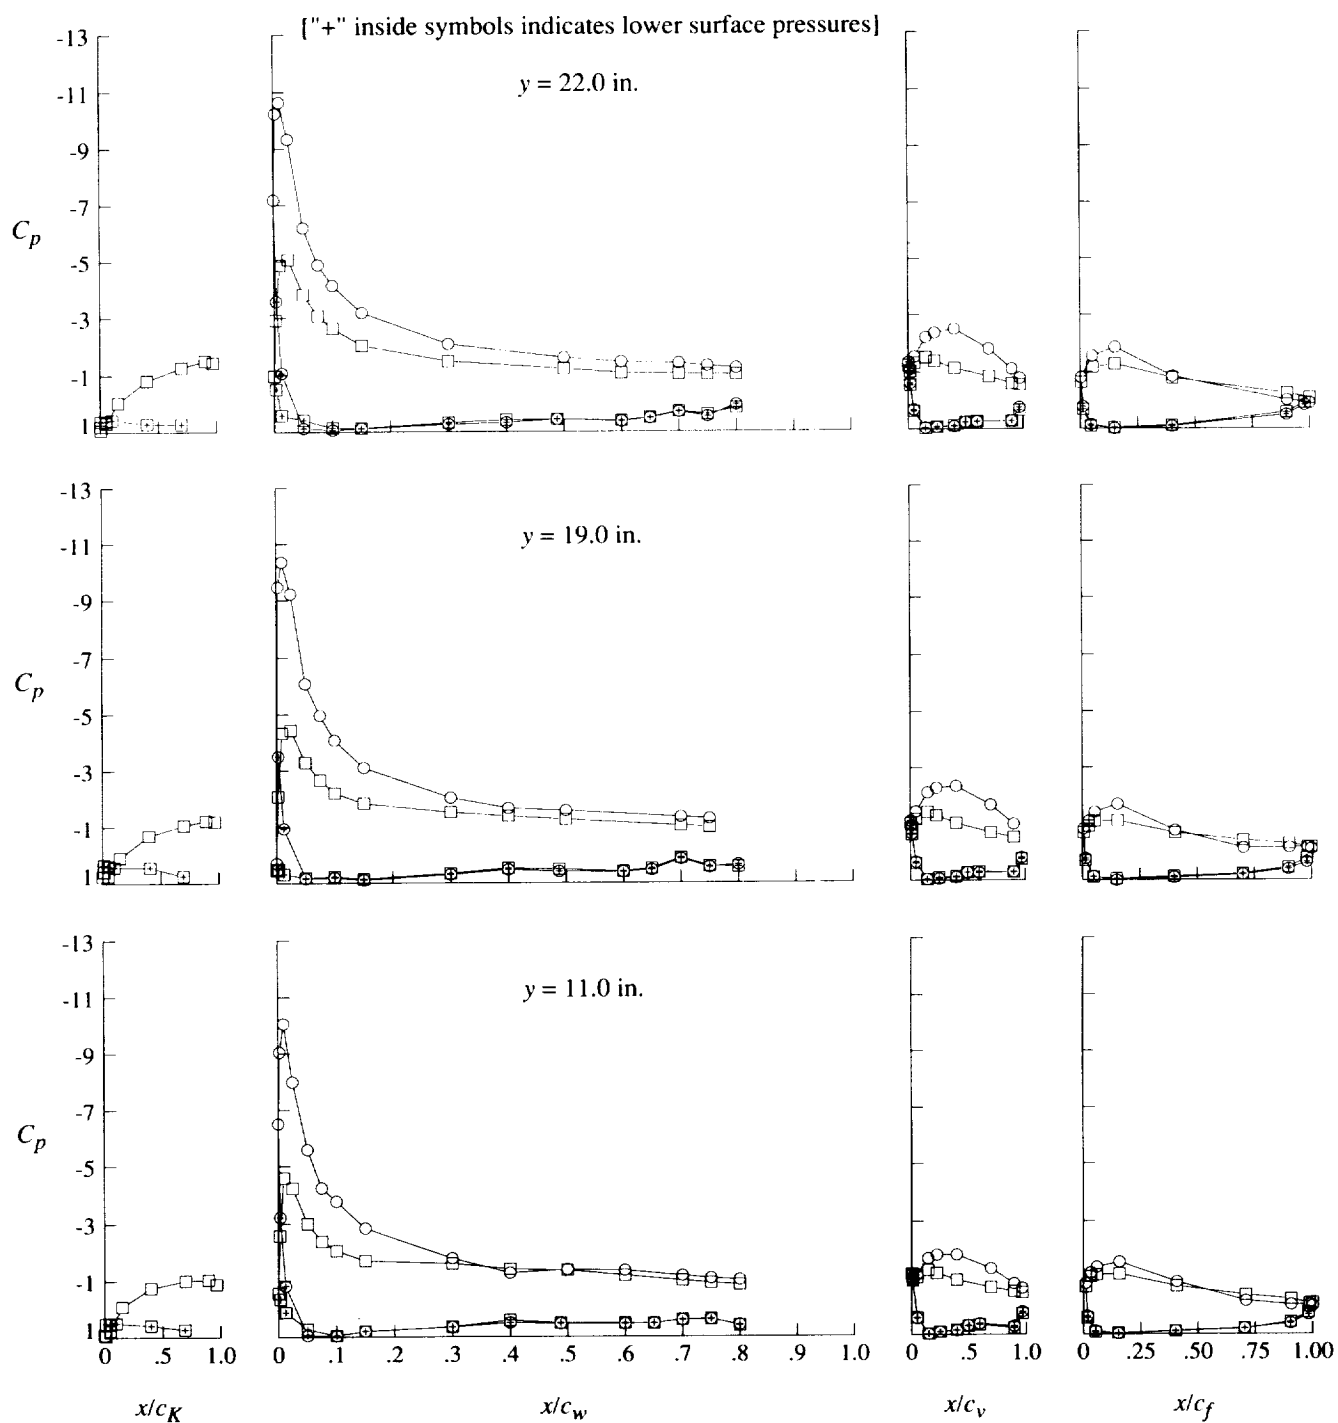 ["+" inside symbols indicates lower surface pressures]
-13
-11
-9
-7
-5
-3
-1
1
C_p
y = 22.0 in.
-13
-11
-9
-7
-5
-3
-1
1
C_p
y = 19.0 in.
-13
-11
-9
-7
-5
-3
-1
1
C_p
y = 11.0 in.
0 .5 1.0 0 .1 .2 .3 .4 .5 .6 .7 .8 .9 1.0 0 .5 1.0 0 .25 .50 .75 1.00
x/c_K x/c_w x/c_v x/c_f